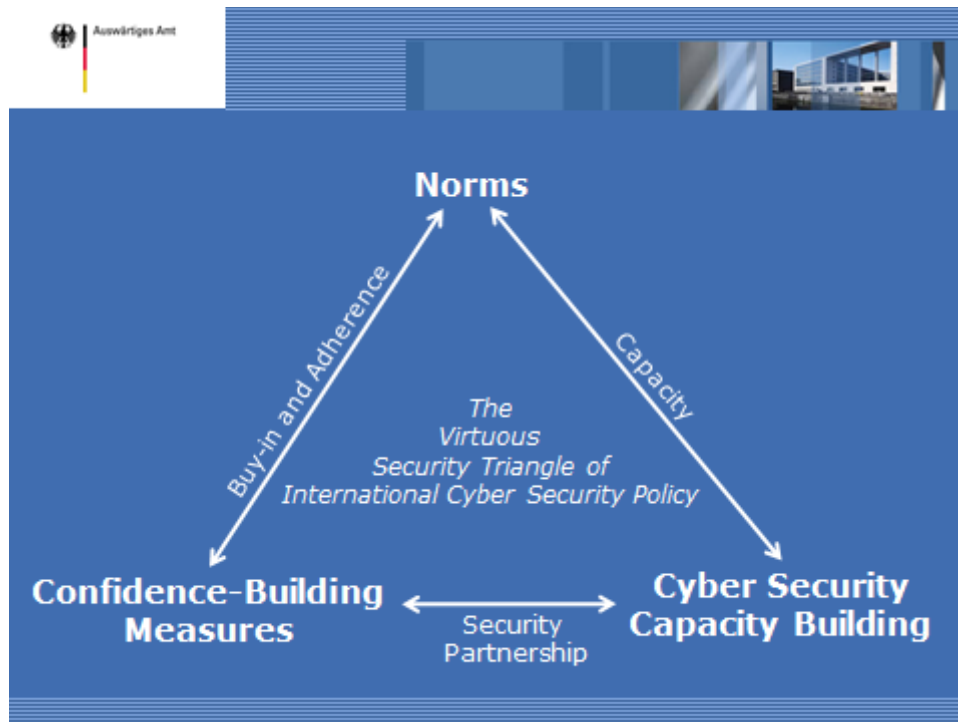 Auswärtiges Amt
Norms
Buy-in and Adherence
Capacity
The
Virtuous
Security Triangle of
International Cyber Security Policy
Confidence-Building
Measures
Security
Partnership
Cyber Security
Capacity Building